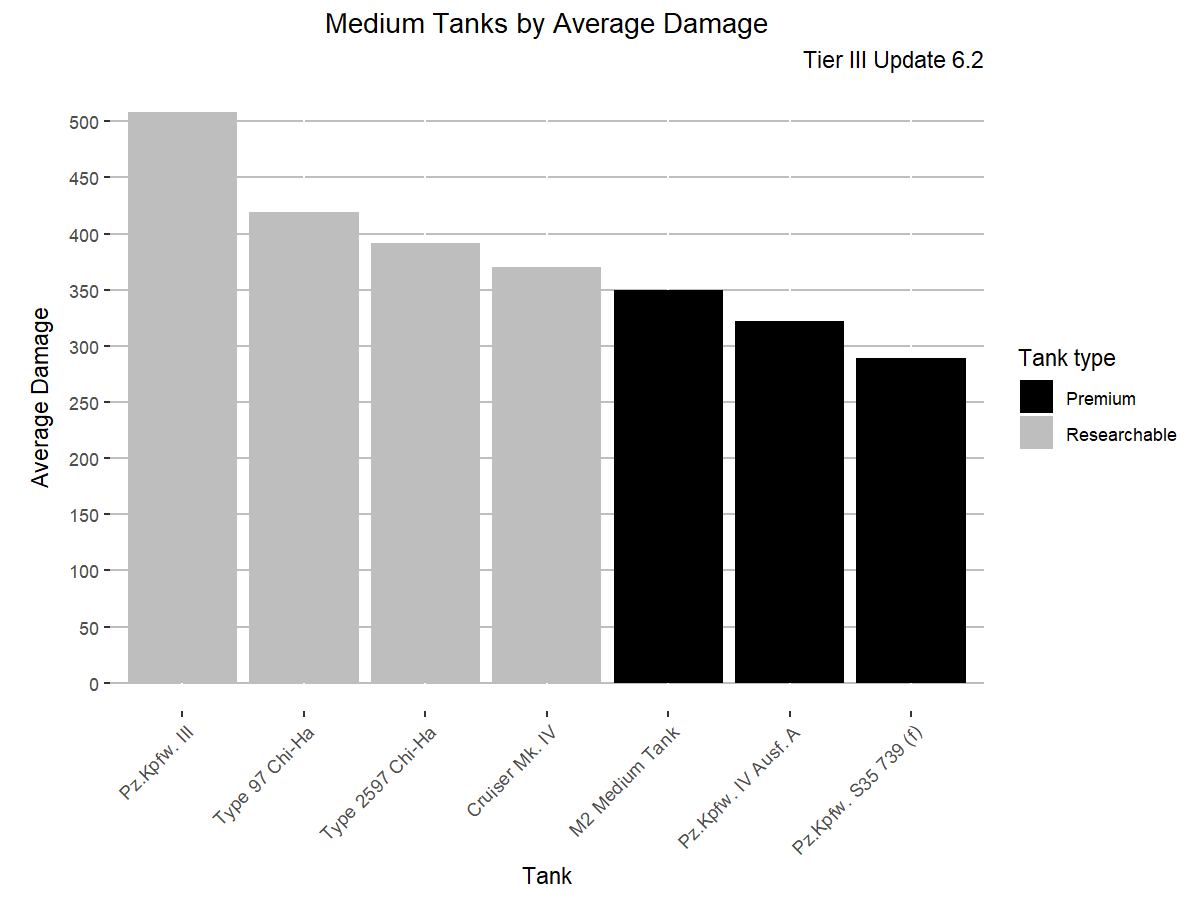 Medium Tanks by Average Damage
Tier III Update 6.2
Average Damage
500
450
400
350
300
250
200
150
100
50
0
Pz.Kpfw. III
Type 97 Chi-Ha
Type 2597 Chi-Ha
Cruiser Mk. IV
M2 Medium Tank
Pz.Kpfw. IV Ausf. A
Pz.Kpfw. S35 739 (f)
Tank
Tank type
Premium
Researchable